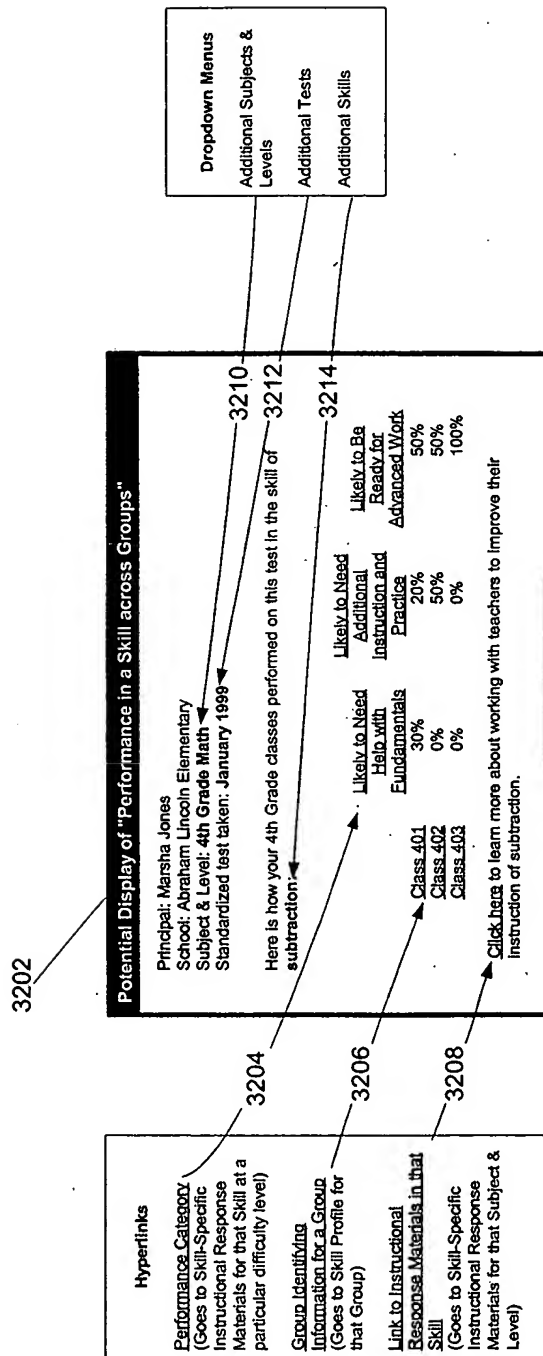 3202
Hyperlinks
Performance Category
(Goes to Skill-Specific
Instructional Response
Materials for that Skill at a
particular difficulty level)
Group Identifying
Information for a Group
(Goes to Skill Profile for
that Group)
Link to Instructional
Response Materials in that
Skill
(Goes to Skill-Specific
Instructional Response
Materials for that Subject &
Level)
3204
3206
3208
Potential Display of "Performance in a Skill across Groups"
Principal: Marsha Jones
School: Abraham Lincoln Elementary
Subject & Level: 4th Grade Math
Standardized test taken: January 1999
Here is how your 4th Grade classes performed on this test in the skill of
subtraction:
Likely to Need
Help with
Fundamentals
Likely to Need
Additional
Instruction and
Practice
Likely to Be
Ready for
Advanced Work
Class 401 30% 20% 50%
Class 402 0% 50% 50%
Class 403 0% 0% 100%
Click here to learn more about working with teachers to improve their
instruction of subtraction.
3210
3212
3214
Dropdown Menus
Additional Subjects &
Levels
Additional Tests
Additional Skills